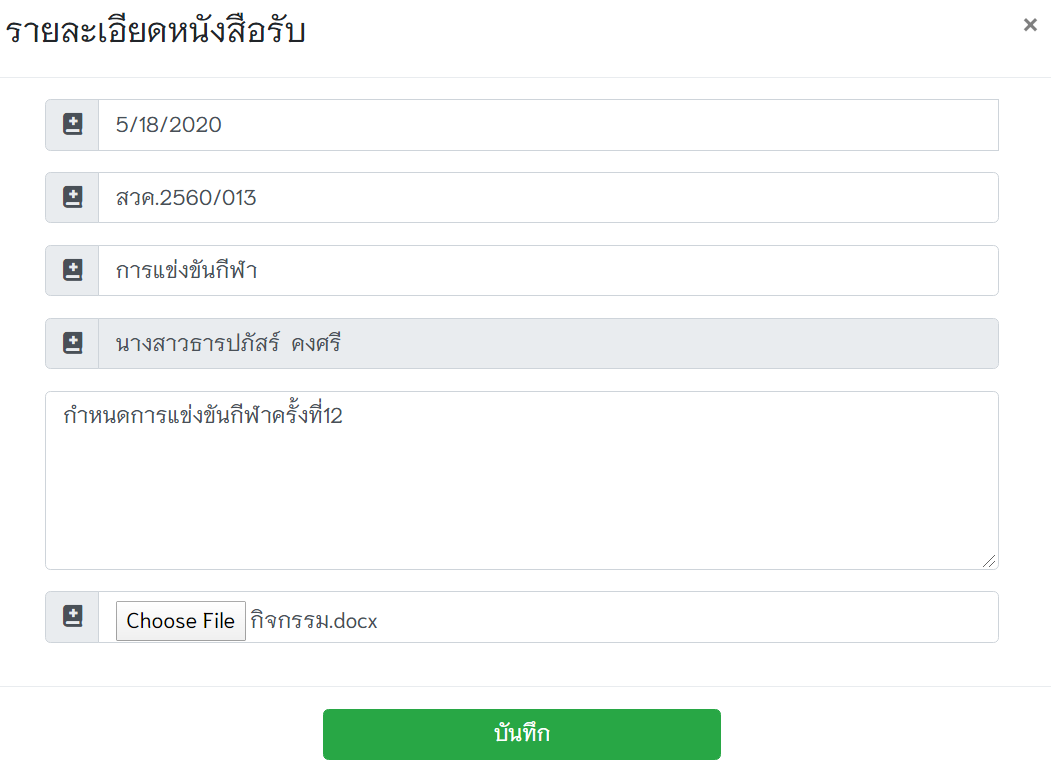 รายละเอียดหนังสือรับ
×
5/18/2020
สวค.2560/013
การแข่งขันกีฬา
นางสาวธารปภัสร์ คงศรี
กำหนดการแข่งขันกีฬาครั้งที่12
Choose File กิจกรรม.docx
บันทึก